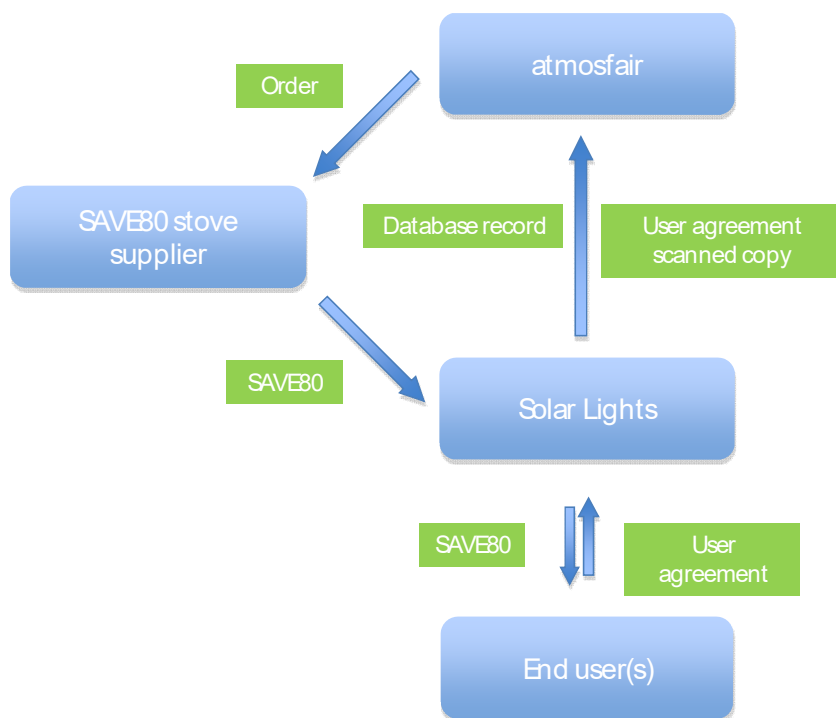 atmosfair
Order
SAVE80 stove
supplier
Database record
User agreement
scanned copy
SAVE80
Solar Lights
SAVE80
User
agreement
End user(s)